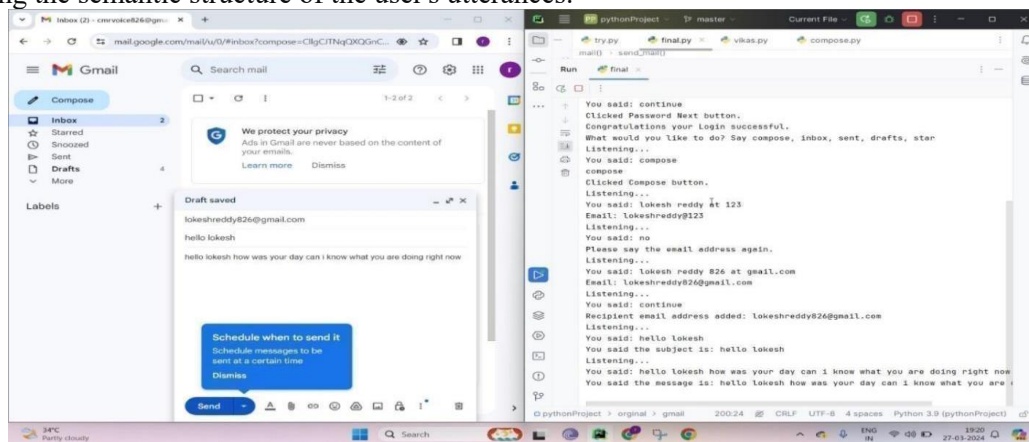 ing the semantic structure of the user's utterances.
Inbox (2) - cmrvoice826@gmai
mail.google.com/mail/u/0/#inbox?compose=CllgCJTNqQXQGnC...
Gmail
Search mail
Compose
1-2 of 2
Inbox 2
Starred
Snoozed
Sent
Drafts 4
More
Labels
We protect your privacy
Ads in Gmail are never based on the content of
your emails.
Learn more Dismiss
Draft saved
lokeshreddy826@gmail.com
hello lokesh
hello lokesh how was your day can i know what you are doing right now
Schedule when to send it
Schedule messages to be
sent at a certain time
Dismiss
Send
PP pythonProject master Current File
try.py final.py vikas.py compose.py
mail() send_mail()
Run final
You said: continue
Clicked Password Next button.
Congratulations your Login successful.
What would you like to do? Say compose, inbox, sent, drafts, star
Listening...
You said: compose
compose
Clicked Compose button.
Listening...
You said: lokesh reddy at 123
Email: lokeshreddy@123
Listening...
You said: no
Please say the email address again.
Listening...
You said: lokesh reddy 826 at gmail.com
Email: lokeshreddy826@gmail.com
Listening...
You said: continue
Recipient email address added: lokeshreddy826@gmail.com
Listening...
You said: hello lokesh
You said the subject is: hello lokesh
Listening...
You said: hello lokesh how was your day can i know what you are doing right now
You said the message is: hello lokesh how was your day can i know what you are
pythonProject > orginal > gmail 200:24 CRLF UTF-8 4 spaces Python 3.9 (pythonProject)
34°C
Partly cloudy
Search
ENG
IN
19:20
27-03-2024